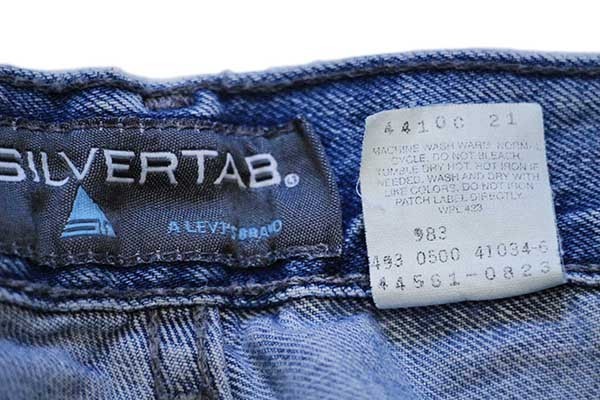 SILVERTAB®
A LEVI'S BRAND
44100 21
MACHINE WASH WARM, NORMAL
CYCLE, DO NOT BLEACH,
TUMBLE DRY HOT, HOT IRON IF
NEEDED, WASH AND DRY WITH
LIKE COLORS, DO NOT IRON
PATCH LABEL DIRECTLY.
WPL 423
983
493 0500 41034-6
44561-0823